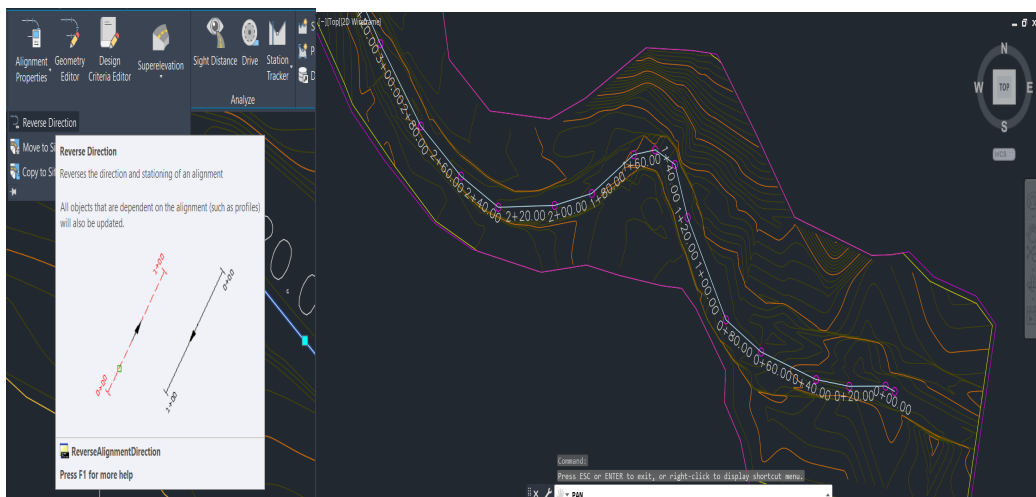 Alignment
Properties
Geometry
Editor
Design
Criteria Editor
Superelevation
Sight Distance
Drive
Station
Tracker
S
P
D
Analyze
Reverse Direction
Move to Si
Copy to Si
Reverse Direction
Reverses the direction and stationing of an alignment
All objects that are dependent on the alignment (such as profiles)
will also be updated.
1+00
0+00
0+00
1+00
ReverseAlignmentDirection
Press F1 for more help
s
[−][Top][2D Wireframe]
3+00.00
2+80.00
2+60.00
2+40.00
2+20.00
2+00.00
1+80.00
1+60.00
1+40.00
1+20.00
1+00.00
0+80.00
0+60.00
0+40.00
0+20.00
0+00.00
N
W
TOP
E
S
WCS
Command:
Press ESC or ENTER to exit, or right-click to display shortcut menu.
PAN